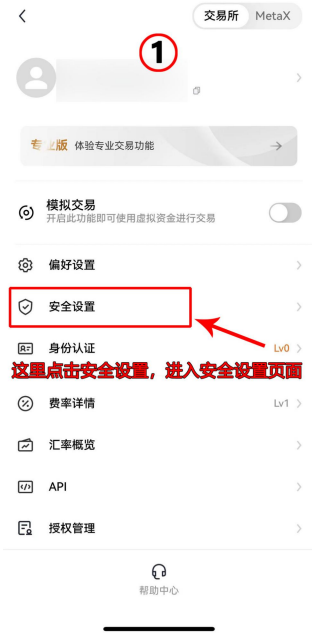 交易所 MetaX
1
专业版 体验专业交易功能
模拟交易
开启此功能即可使用虚拟资金进行交易
偏好设置
安全设置
身份认证 Lv0
这里点击安全设置，进入安全设置页面
费率详情 Lv1
汇率概览
API
授权管理
帮助中心